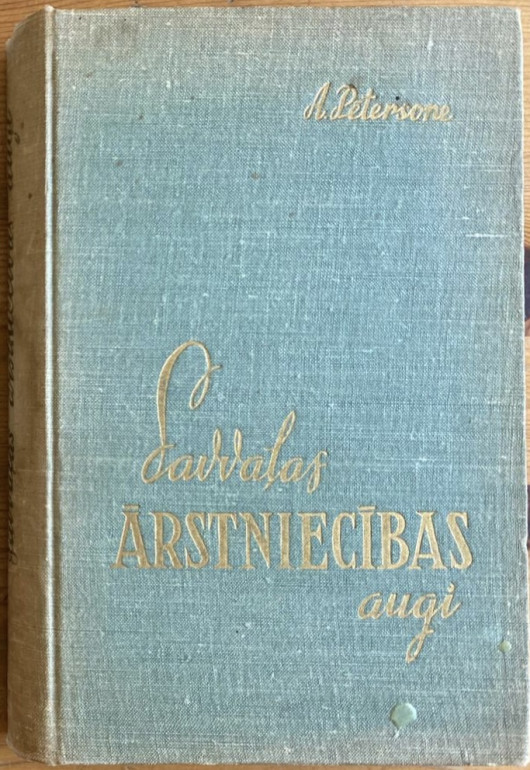 A. Pētersone
Savvaļas
ĀRSTNIECĪBAS
augi